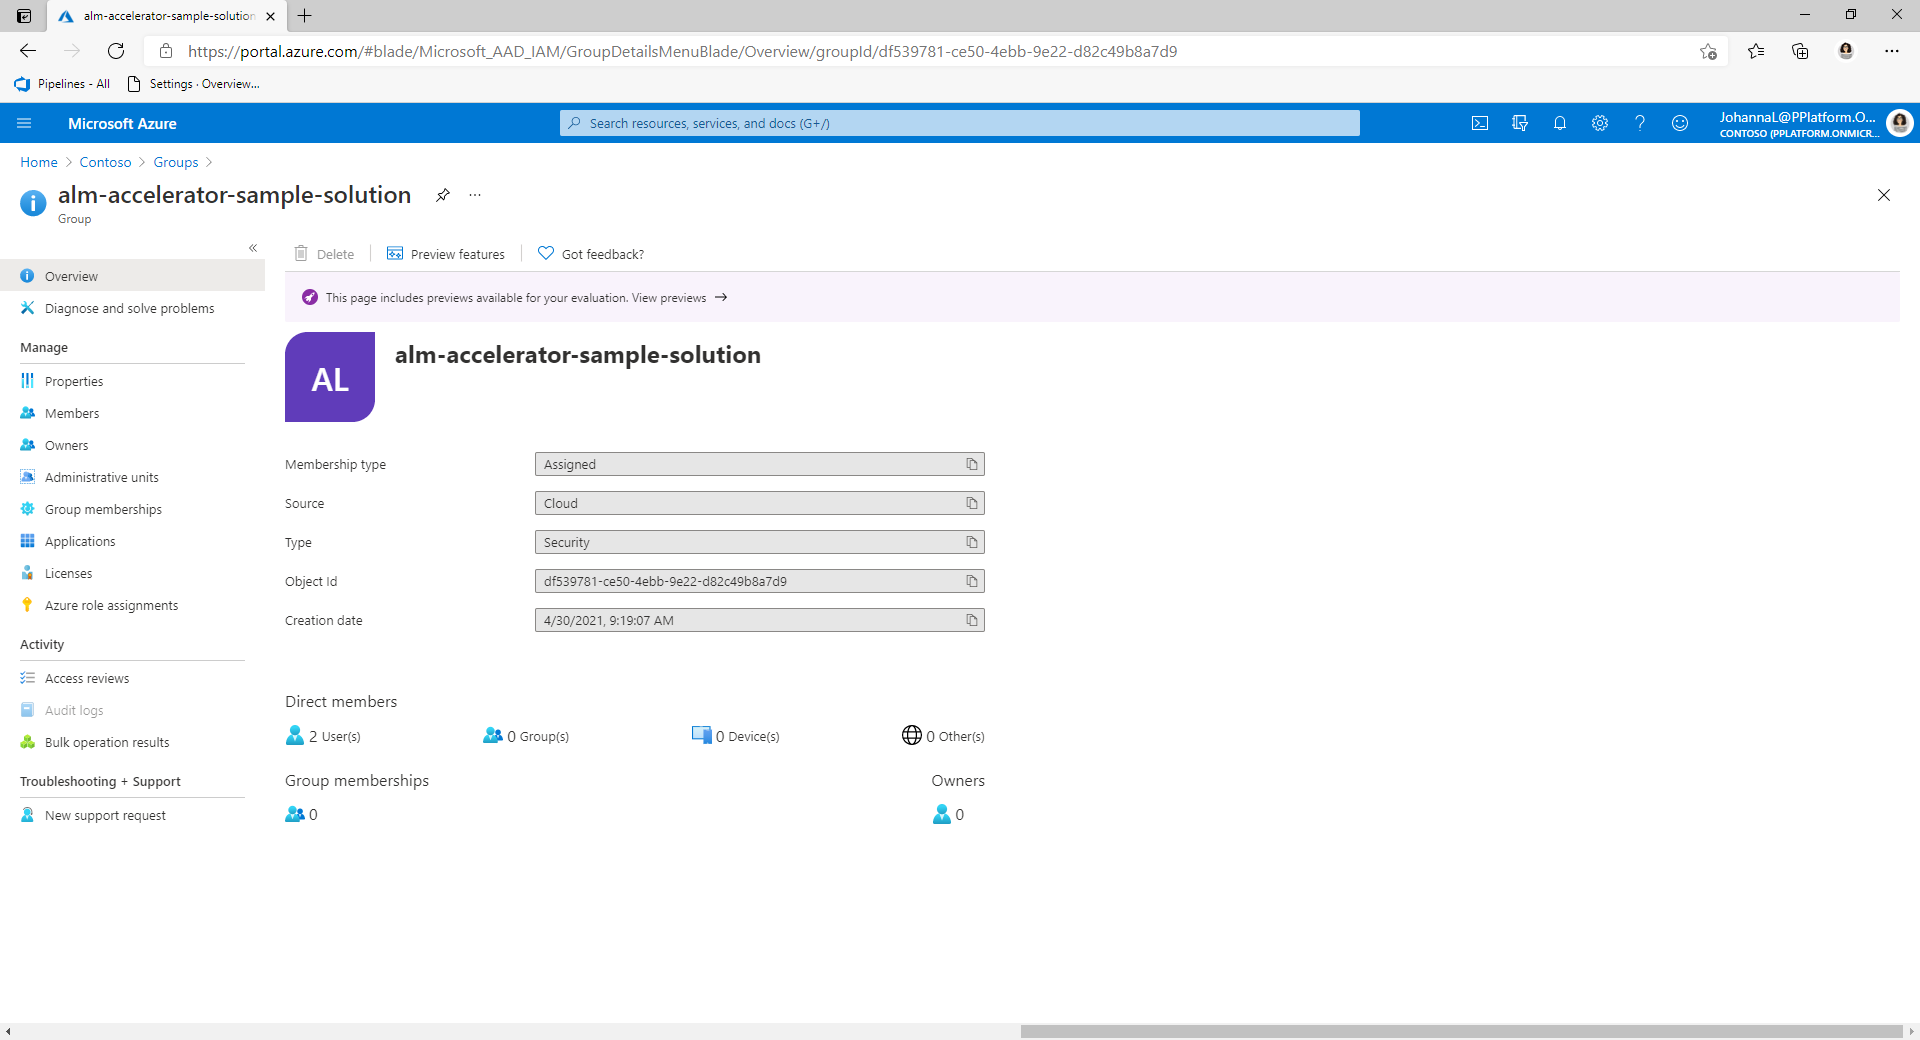 alm-accelerator-sample-solution
https://portal.azure.com/#blade/Microsoft_AAD_IAM/GroupDetailsMenuBlade/Overview/groupId/df539781-ce50-4ebb-9e22-d82c49b8a7d9
Pipelines - All
Settings · Overview...
Microsoft Azure
Search resources, services, and docs (G+/)
JohannaL@PPlatform.O...
CONTOSO (PPLATFORM.ONMICR...
Home > Contoso > Groups >
alm-accelerator-sample-solution
Group
Delete
Preview features
Got feedback?
This page includes previews available for your evaluation. View previews →
Overview
Diagnose and solve problems
Manage
Properties
Members
Owners
Administrative units
Group memberships
Applications
Licenses
Azure role assignments
Activity
Access reviews
Audit logs
Bulk operation results
Troubleshooting + Support
New support request
AL
alm-accelerator-sample-solution
Membership type
Assigned
Source
Cloud
Type
Security
Object Id
df539781-ce50-4ebb-9e22-d82c49b8a7d9
Creation date
4/30/2021, 9:19:07 AM
Direct members
2 User(s)
0 Group(s)
0 Device(s)
0 Other(s)
Group memberships
0
Owners
0